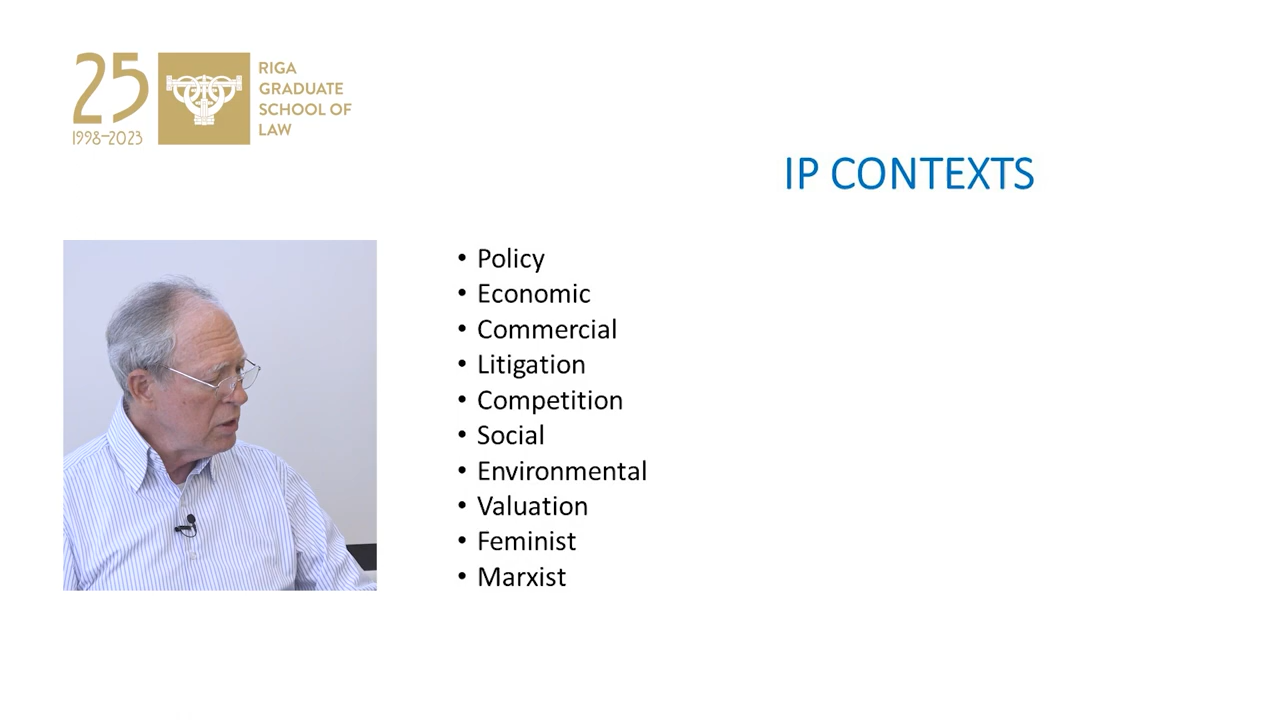 25
1998–2023
RIGA
GRADUATE
SCHOOL OF
LAW
IP CONTEXTS
• Policy
• Economic
• Commercial
• Litigation
• Competition
• Social
• Environmental
• Valuation
• Feminist
• Marxist